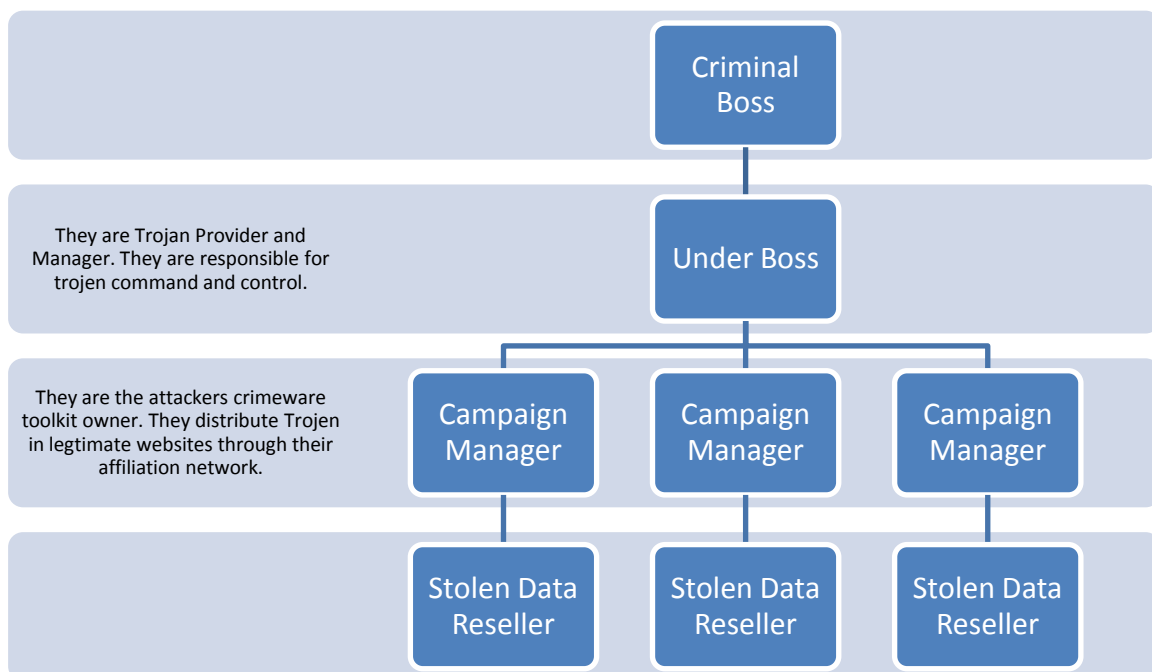 Criminal
Boss
They are Trojan Provider and
Manager. They are responsible for
trojen command and control.
Under Boss
They are the attackers crimeware
toolkit owner. They distribute Trojen
in legtimate websites through their
affiliation network.
Campaign
Manager
Campaign
Manager
Campaign
Manager
Stolen Data
Reseller
Stolen Data
Reseller
Stolen Data
Reseller